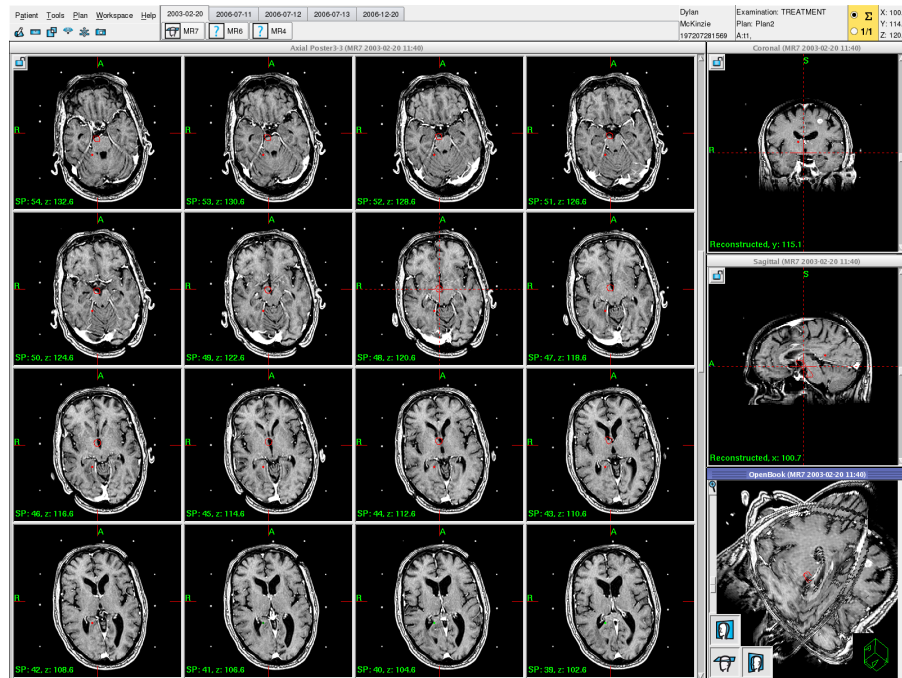 Patient Tools Plan Workspace Help
2003-02-20 2006-07-11 2006-07-12 2006-07-13 2006-12-20
MR7 ? MR6 ? MR4
Dylan
McKinzie
197207281569
Examination: TREATMENT
Plan: Plan2
A:t1,
Σ
1/1
X: 100.
Y: 114.
Z: 120.
Axial Poster3-3 (MR7 2003-02-20 11:40)
A A A A
R R R R
SP: 54, z: 132.6 SP: 53, z: 130.6 SP: 52, z: 128.6 SP: 51, z: 126.6
A A A A
R R R R
SP: 50, z: 124.6 SP: 49, z: 122.6 SP: 48, z: 120.6 SP: 47, z: 118.6
A A A A
R R R R
SP: 46, z: 116.6 SP: 45, z: 114.6 SP: 44, z: 112.6 SP: 43, z: 110.6
A A A A
R R R R
SP: 42, z: 108.6 SP: 41, z: 106.6 SP: 40, z: 104.6 SP: 39, z: 102.6
Coronal (MR7 2003-02-20 11:40)
S
R
Reconstructed, y: 115.1
Sagittal (MR7 2003-02-20 11:40)
S
A
Reconstructed, x: 100.7
OpenBook (MR7 2003-02-20 11:40)